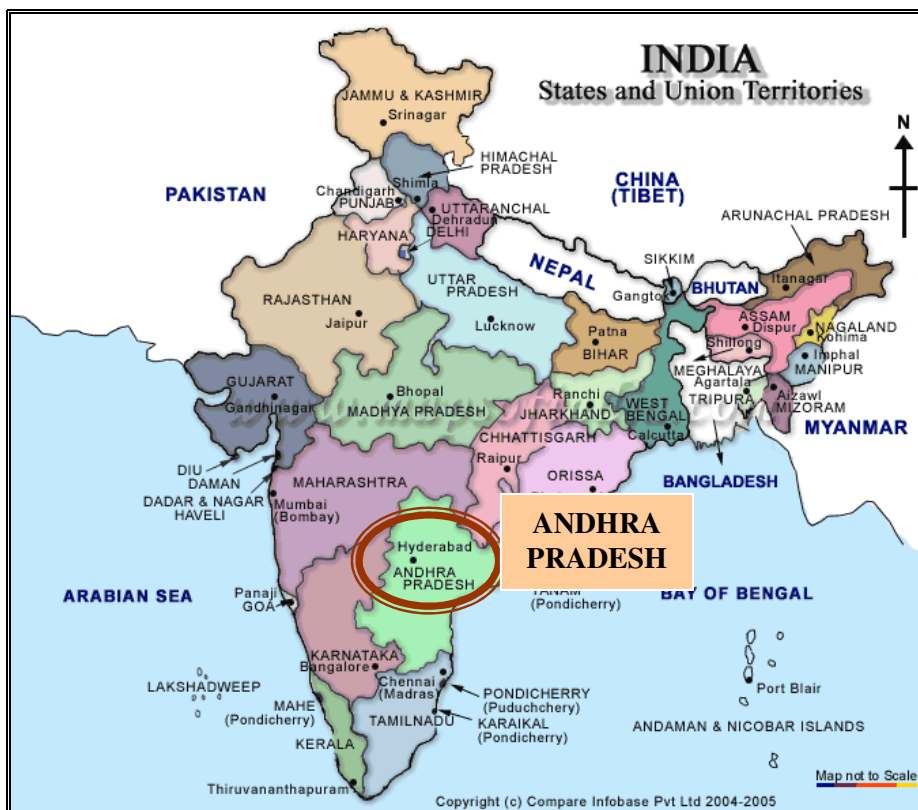 INDIA
States and Union Territories
N
JAMMU & KASHMIR
Srinagar
HIMACHAL
PRADESH
PAKISTAN
Chandigarh
Shimla
PUNJAB
CHINA
(TIBET)
UTTARANCHAL
Dehradun
ARUNACHAL PRADESH
HARYANA
DELHI
NEPAL
SIKKIM
BHUTAN
Itanagar
Gangtok
UTTAR
PRADESH
RAJASTHAN
Jaipur
Lucknow
ASSAM
Dispur
NAGALAND
Kohima
Patna
BIHAR
Shillong
Imphal
MEGHALAYA
MANIPUR
GUJARAT
Gandhinagar
Bhopal
MADHYA PRADESH
Ranchi
JHARKHAND
WEST
BENGAL
Agartala
TRIPURA
Aizawl
MIZORAM
Calcutta
MYANMAR
CHHATTISGARH
Raipur
DIU
DAMAN
DADAR & NAGAR
HAVELI
MAHARASHTRA
ORISSA
BANGLADESH
Mumbai
(Bombay)
ANDHRA
PRADESH
Hyderabad
ANDHRA
PRADESH
ARABIAN SEA
Panaji
GOA
(Pondicherry)
BAY OF BENGAL
KARNATAKA
Bangalore
Chennai
(Madras)
LAKSHADWEEP
MAHE
(Pondicherry)
PONDICHERRY
(Puduchchery)
Port Blair
TAMILNADU
KARAIKAL
(Pondicherry)
ANDAMAN & NICOBAR ISLANDS
KERALA
Thiruvananthapuram
Map not to Scale
Copyright (c) Compare Infobase Pvt Ltd 2004-2005